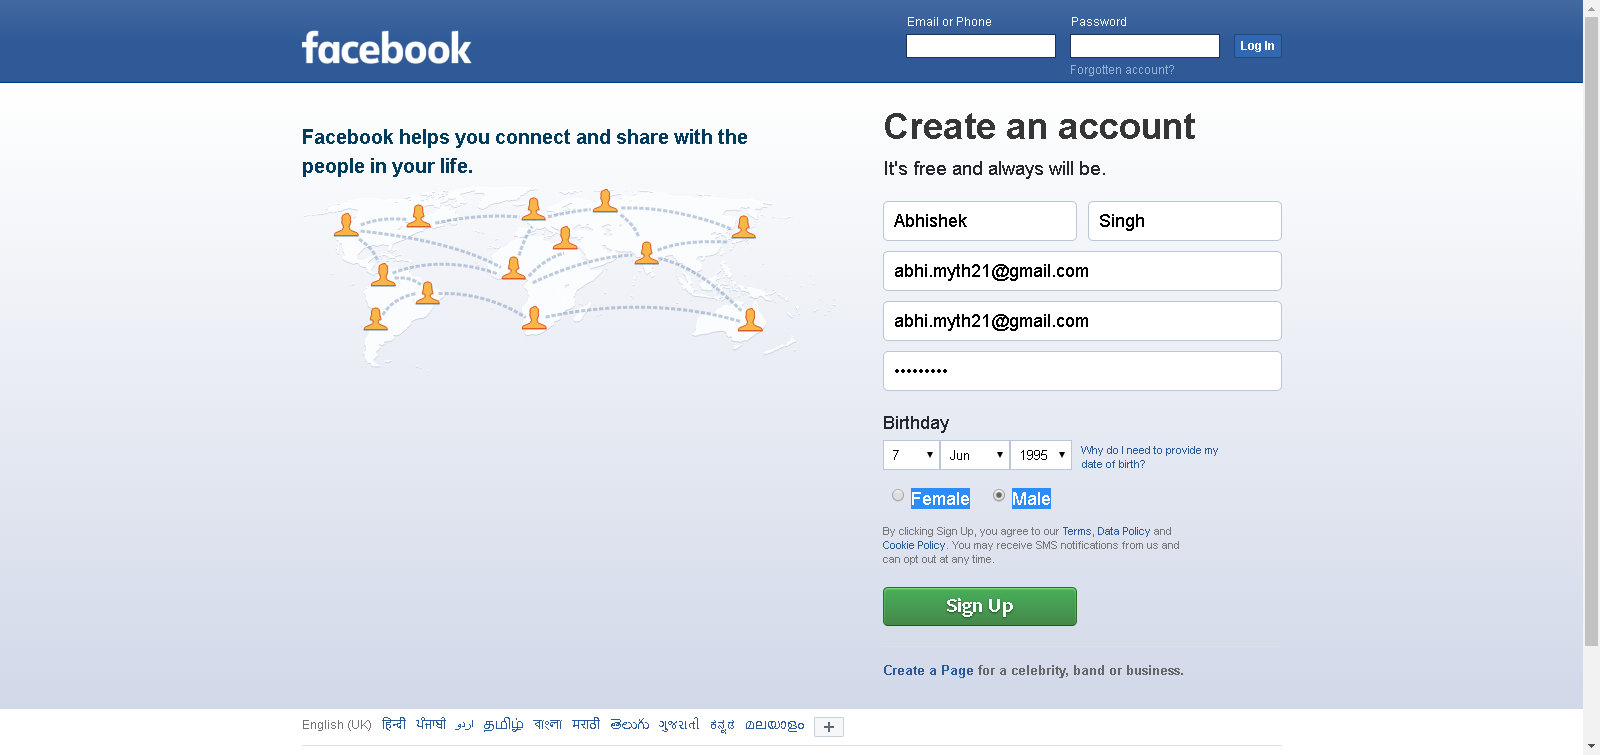 facebook
Email or Phone
Password
Log In
Forgotten account?
Facebook helps you connect and share with the
people in your life.
Create an account
It's free and always will be.
Abhishek
Singh
abhi.myth21@gmail.com
abhi.myth21@gmail.com
•••••••••
Birthday
7 Jun 1995
Why do I need to provide my
date of birth?
Female Male
By clicking Sign Up, you agree to our Terms, Data Policy and
Cookie Policy. You may receive SMS notifications from us and
can opt out at any time.
Sign Up
Create a Page for a celebrity, band or business.
English (UK) हिन्दी ਪੰਜਾਬੀ اردو தமிழ் বাংলা मराठी తెలుగు ગુજરાતી ಕನ್ನಡ മലയാളം +